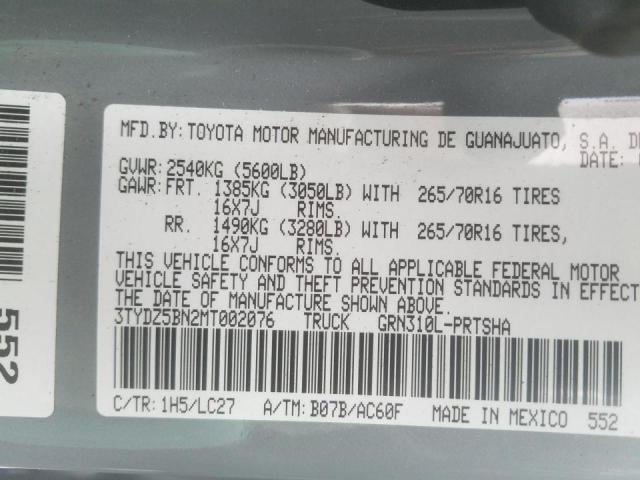 MFD.BY: TOYOTA MOTOR MANUFACTURING DE GUANAJUATO, S.A. DE
DATE:
GVWR: 2540KG (5600LB)
GAWR: FRT. 1385KG (3050LB) WITH 265/70R16 TIRES
16X7J RIMS.
RR. 1490KG (3280LB) WITH 265/70R16 TIRES,
16X7J RIMS.
THIS VEHICLE CONFORMS TO ALL APPLICABLE FEDERAL MOTOR
VEHICLE SAFETY AND THEFT PREVENTION STANDARDS IN EFFECT
THE DATE OF MANUFACTURE SHOWN ABOVE.
3TYDZ5BN2MT002076 TRUCK GRN310L-PRTSHA
C/TR: 1H5/LC27 A/TM: B07B/AC60F MADE IN MEXICO 552
552